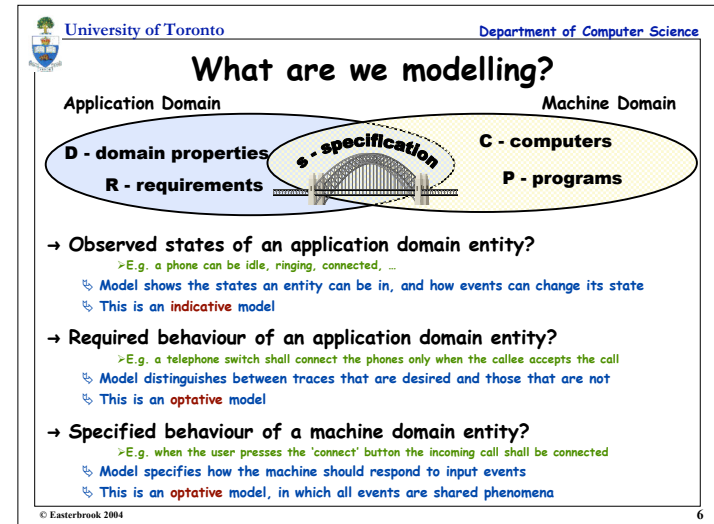 University of Toronto
Department of Computer Science
What are we modelling?
Application Domain
Machine Domain
D - domain properties
R - requirements
s - specification
C - computers
P - programs
→ Observed states of an application domain entity?
➢E.g. a phone can be idle, ringing, connected, …
↳ Model shows the states an entity can be in, and how events can change its state
↳ This is an indicative model
→ Required behaviour of an application domain entity?
➢E.g. a telephone switch shall connect the phones only when the callee accepts the call
↳ Model distinguishes between traces that are desired and those that are not
↳ This is an optative model
→ Specified behaviour of a machine domain entity?
➢E.g. when the user presses the ‘connect’ button the incoming call shall be connected
↳ Model specifies how the machine should respond to input events
↳ This is an optative model, in which all events are shared phenomena
© Easterbrook 2004
6